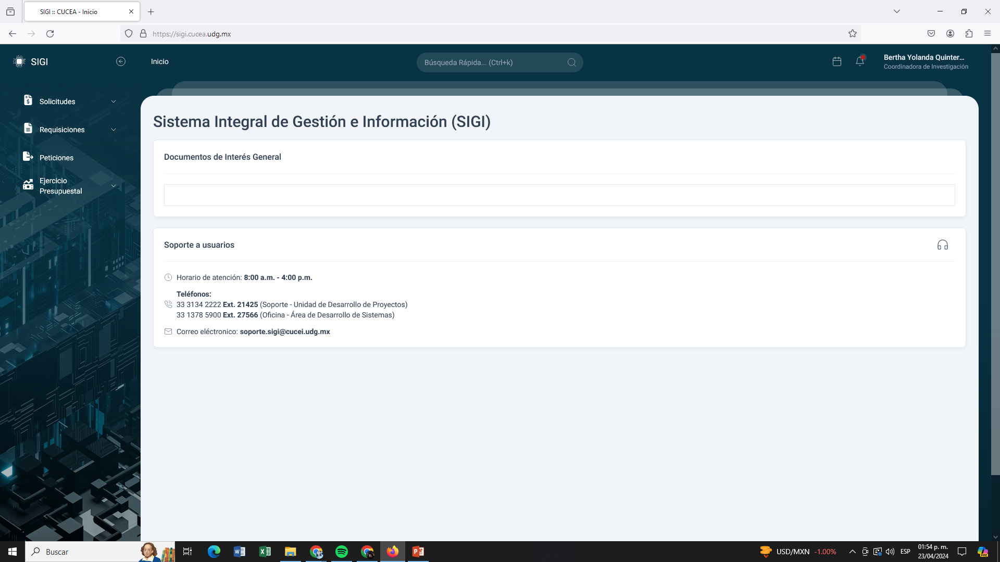 SIGI :: CUCEA - Inicio
https://sigi.cucea.udg.mx
SIGI
Inicio
Búsqueda Rápida... (Ctrl+k)
Bertha Yolanda Quinter...
Coordinadora de Investigación
Solicitudes
Requisiciones
Peticiones
Ejercicio
Presupuestal
Sistema Integral de Gestión e Información (SIGI)
Documentos de Interés General
Soporte a usuarios
Horario de atención: 8:00 a.m. - 4:00 p.m.
Teléfonos:
33 3134 2222 Ext. 21425 (Soporte - Unidad de Desarrollo de Proyectos)
33 1378 5900 Ext. 27566 (Oficina - Área de Desarrollo de Sistemas)
Correo eléctronico: soporte.sigi@cucei.udg.mx
Buscar
USD/MXN -1.00%
ESP
01:54 p. m.
23/04/2024